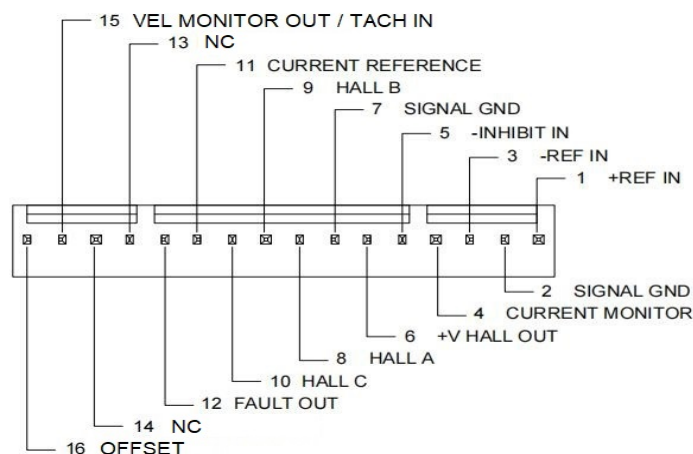 15 VEL MONITOR OUT / TACH IN
13 NC
11 CURRENT REFERENCE
9 HALL B
7 SIGNAL GND
5 -INHIBIT IN
3 -REF IN
1 +REF IN
2 SIGNAL GND
4 CURRENT MONITOR
6 +V HALL OUT
8 HALL A
10 HALL C
12 FAULT OUT
14 NC
16 OFFSET